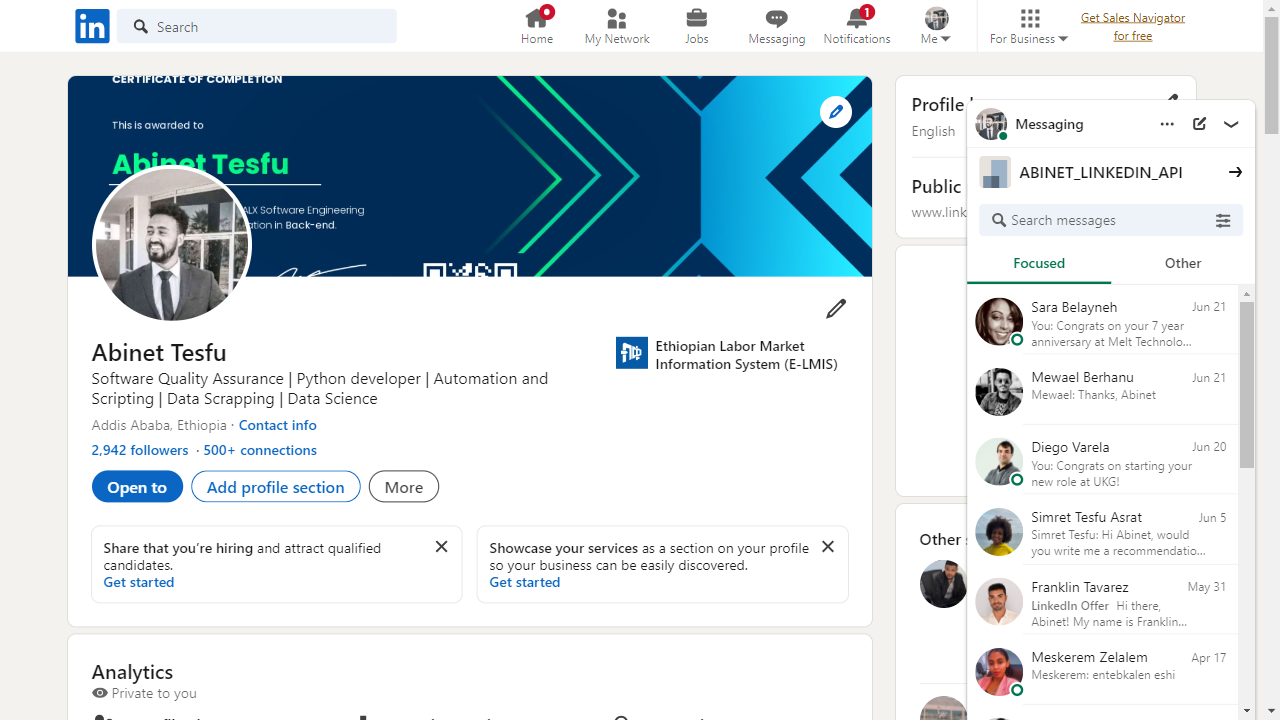 in
Search
Home
My Network
Jobs
Messaging
1
Notifications
Me
For Business
Get Sales Navigator
for free
CERTIFICATE OF COMPLETION
This is awarded to
Abinet Tesfu
ALX Software Engineering
in Back-end.
Abinet Tesfu
Software Quality Assurance | Python developer | Automation and
Scripting | Data Scrapping | Data Science
Addis Ababa, Ethiopia · Contact info
2,942 followers · 500+ connections
Ethiopian Labor Market
Information System (E-LMIS)
Open to
Add profile section
More
Share that you’re hiring and attract qualified
candidates.
Get started
Showcase your services as a section on your profile
so your business can be easily discovered.
Get started
Analytics
Private to you
Profile
English
Public
www.link
Other
Messaging
ABINET_LINKEDIN_API
Search messages
Focused
Other
Sara Belayneh Jun 21
You: Congrats on your 7 year
anniversary at Melt Technolo...
Mewael Berhanu Jun 21
Mewael: Thanks, Abinet
Diego Varela Jun 20
You: Congrats on starting your
new role at UKG!
Simret Tesfu Asrat Jun 5
Simret Tesfu: Hi Abinet, would
you write me a recommendatio...
Franklin Tavarez May 31
LinkedIn Offer Hi there,
Abinet! My name is Franklin...
Meskerem Zelalem Apr 17
Meskerem: entebkalen eshi